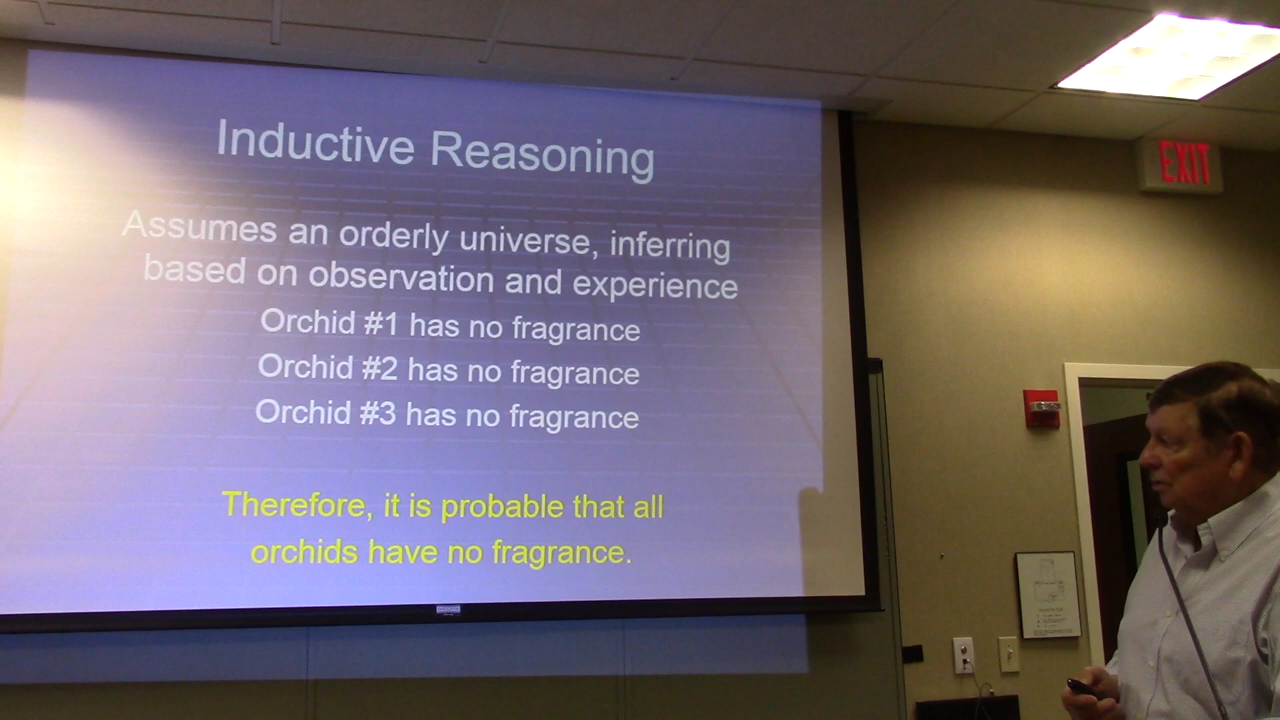 Inductive Reasoning
Assumes an orderly universe, inferring
based on observation and experience
Orchid #1 has no fragrance
Orchid #2 has no fragrance
Orchid #3 has no fragrance
Therefore, it is probable that all
orchids have no fragrance.
EXIT